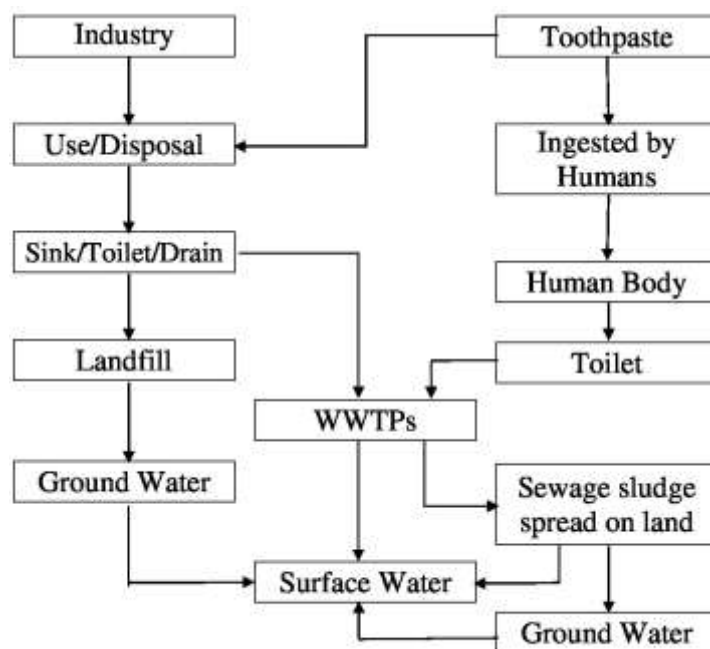 Industry
Toothpaste
Use/Disposal
Ingested by
Humans
Sink/Toilet/Drain
Human Body
Landfill
Toilet
WWTPs
Ground Water
Sewage sludge
spread on land
Surface Water
Ground Water